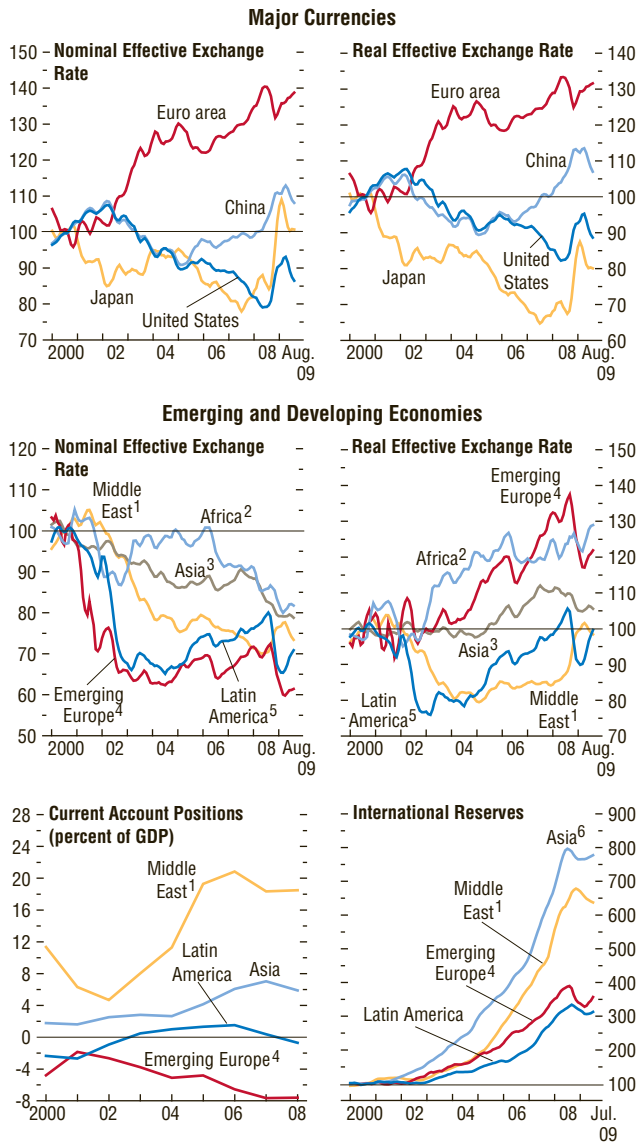 Major Currencies
Nominal Effective Exchange
Rate
150
140
130
120
110
100
90
80
70
Euro area
China
Japan
United States
2000 02 04 06 08 Aug.
09
Real Effective Exchange Rate
140
130
120
110
100
90
80
70
60
Euro area
China
Japan
United
States
2000 02 04 06 08 Aug.
09
Emerging and Developing Economies
Nominal Effective Exchange
Rate
120
110
100
90
80
70
60
50
Middle
East1
Africa2
Asia3
Emerging
Europe4
Latin
America5
2000 02 04 06 08 Aug.
09
Real Effective Exchange Rate
150
140
130
120
110
100
90
80
70
Emerging
Europe4
Africa2
Asia3
Latin
America5
Middle
East1
2000 02 04 06 08 Aug.
09
Current Account Positions
(percent of GDP)
28
24
20
16
12
8
4
0
-4
-8
Middle
East1
Latin
America
Asia
Emerging Europe4
2000 02 04 06 08
International Reserves
900
800
700
600
500
400
300
200
100
Asia6
Middle
East1
Emerging
Europe4
Latin America
2000 02 04 06 08 Jul.
09